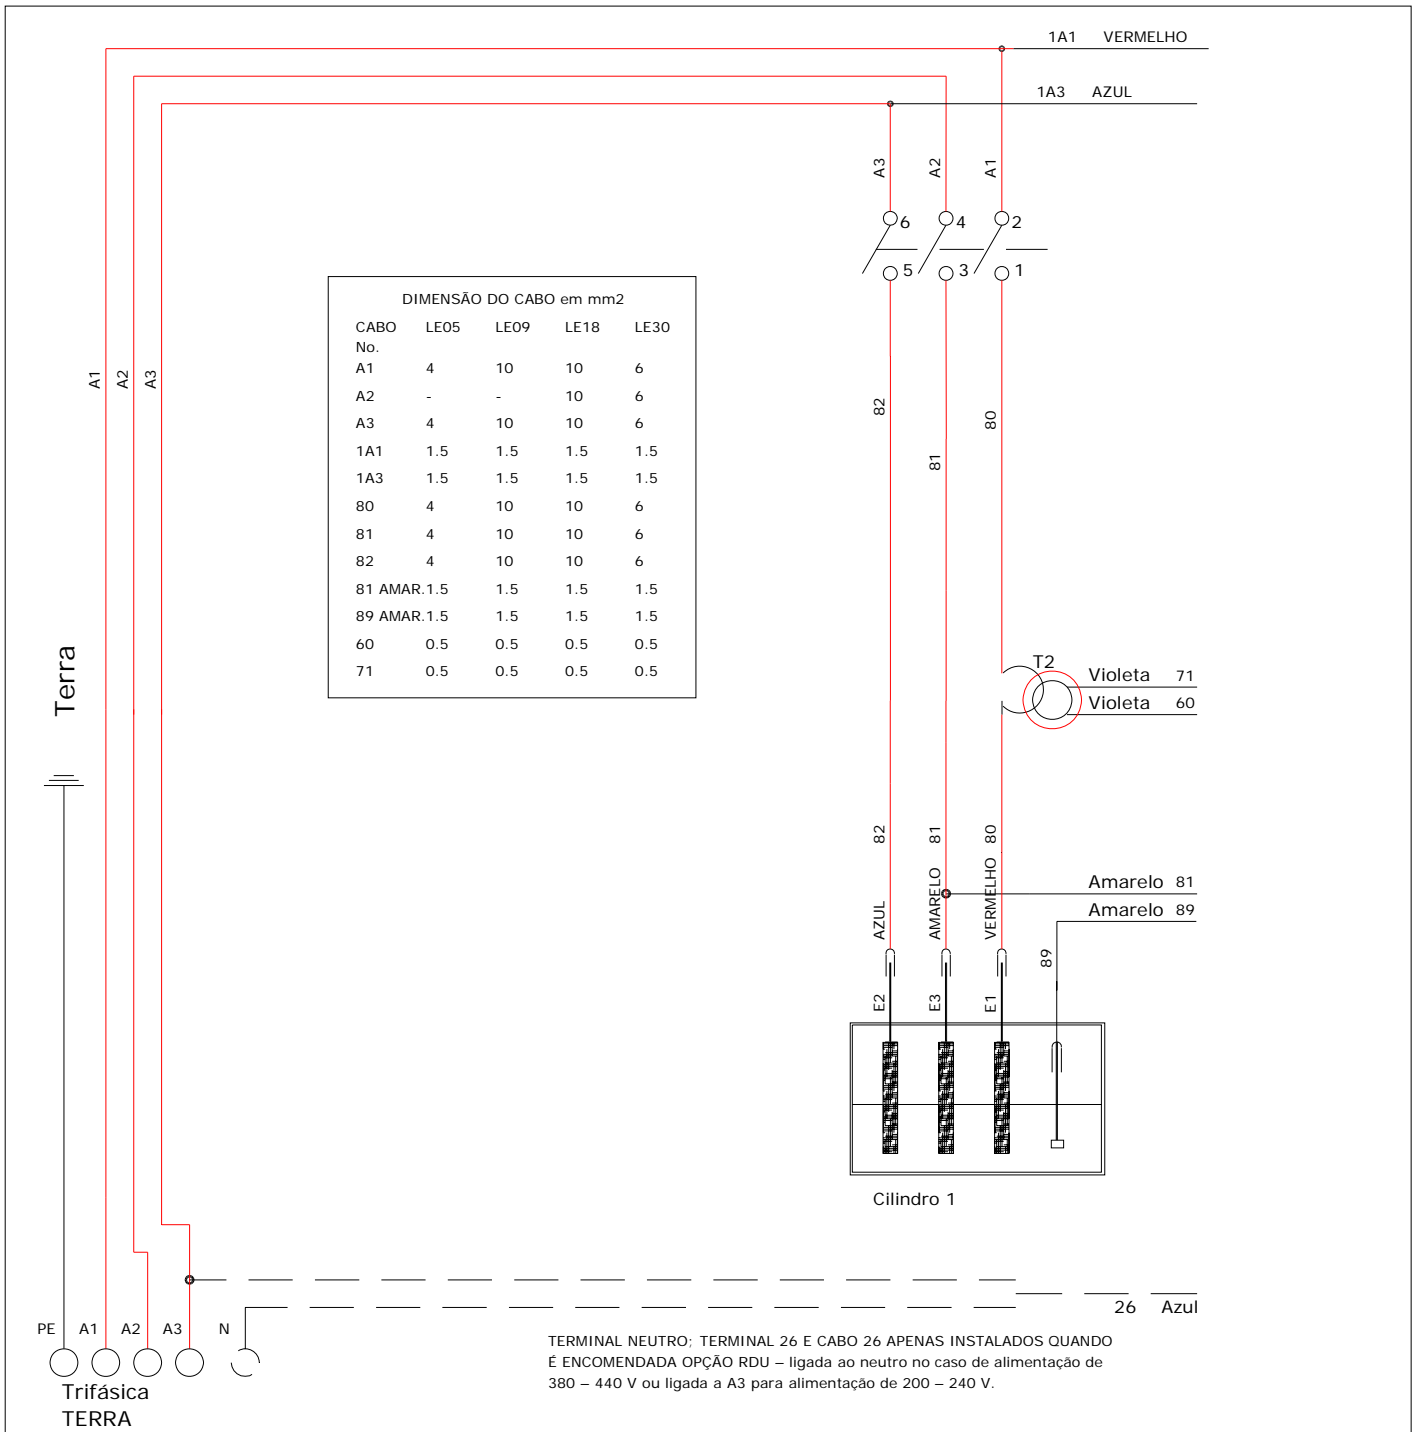 1A1 VERMELHO
1A3 AZUL
A3 A2 A1
6 4 2
5 3 1
DIMENSÃO DO CABO em mm2
CABO No. LE05 LE09 LE18 LE30
A1 4 10 10 6
A2 - - 10 6
A3 4 10 10 6
1A1 1.5 1.5 1.5 1.5
1A3 1.5 1.5 1.5 1.5
80 4 10 10 6
81 4 10 10 6
82 4 10 10 6
81 AMAR. 1.5 1.5 1.5 1.5
89 AMAR. 1.5 1.5 1.5 1.5
60 0.5 0.5 0.5 0.5
71 0.5 0.5 0.5 0.5
A1 A2 A3
82 81 80
Terra
T2
Violeta 71
Violeta 60
82 81 80
AZUL AMARELO VERMELHO
Amarelo 81
Amarelo 89
89
E2 E3 E1
Cilindro 1
26 Azul
PE A1 A2 A3 N
Trifásica
TERRA
TERMINAL NEUTRO; TERMINAL 26 E CABO 26 APENAS INSTALADOS QUANDO
É ENCOMENDADA OPÇÃO RDU – ligada ao neutro no caso de alimentação de
380 – 440 V ou ligada a A3 para alimentação de 200 – 240 V.